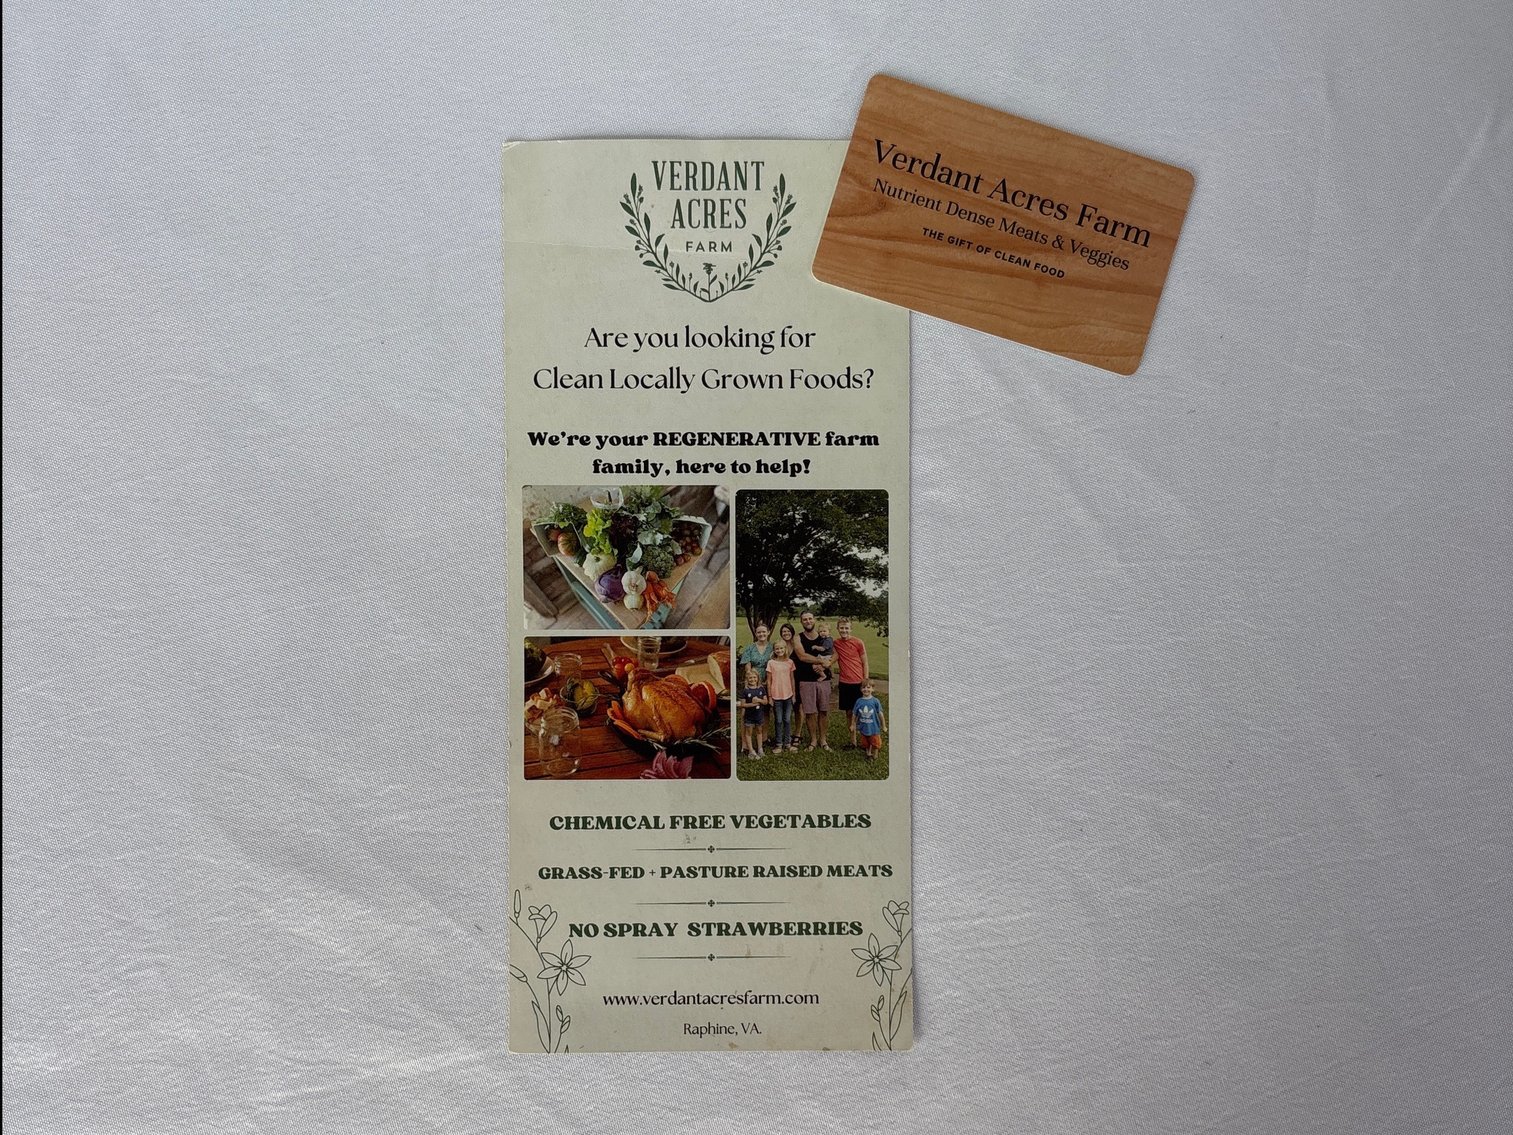 VERDANT
ACRES
FARM
Are you looking for
Clean Locally Grown Foods?
We're your REGENERATIVE farm
family, here to help!
CHEMICAL FREE VEGETABLES
GRASS-FED + PASTURE RAISED MEATS
NO SPRAY STRAWBERRIES
www.verdantacresfarm.com
Raphine, VA.
Verdant Acres Farm
Nutrient Dense Meats & Veggies
THE GIFT OF CLEAN FOOD